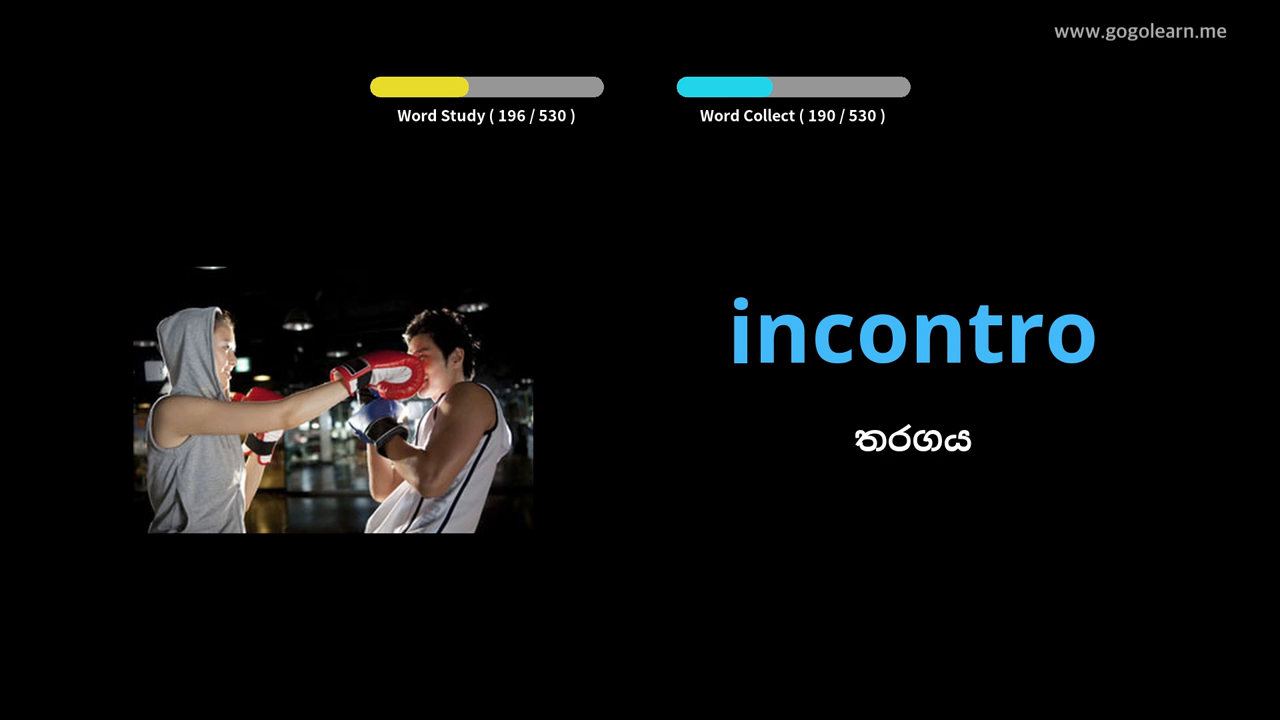 www.gogolearn.me
Word Study ( 196 / 530 )
Word Collect ( 190 / 530 )
incontro
තරගය